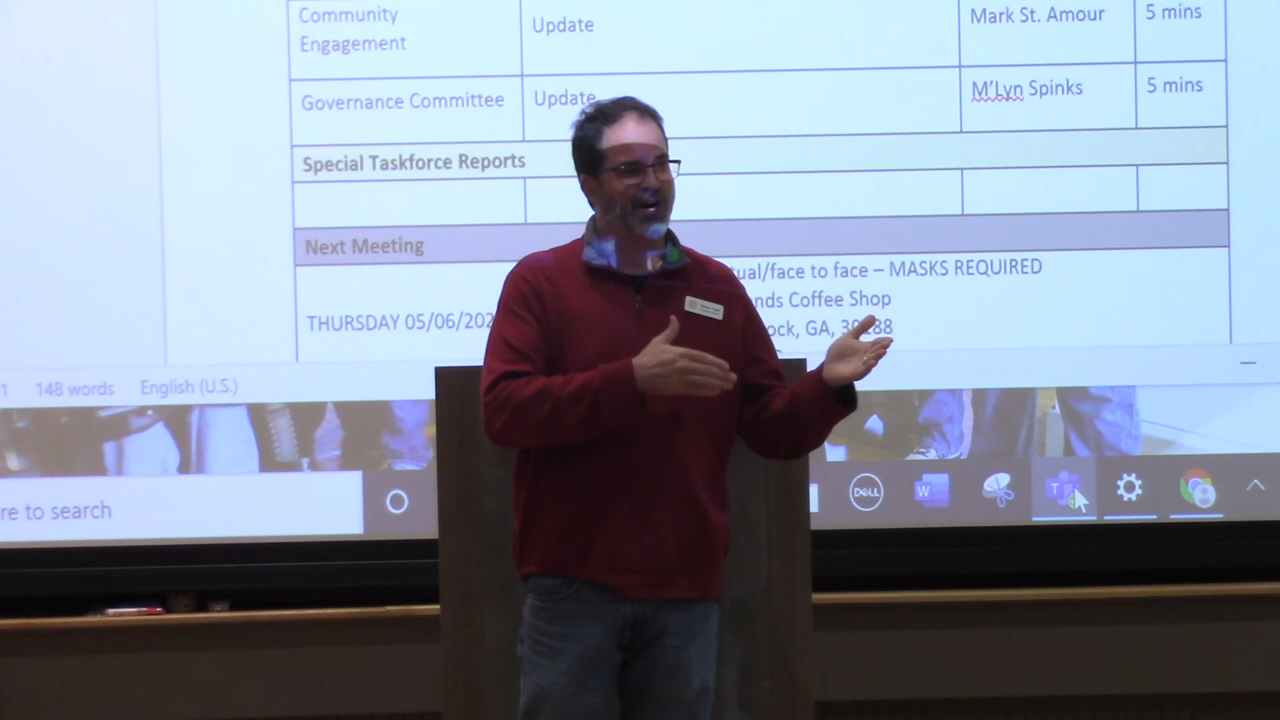 Community
Engagement
Update
Mark St. Amour
5 mins
Governance Committee
Update
M'Lyn Spinks
5 mins
Special Taskforce Reports
Next Meeting
THURSDAY 05/06/202
tual/face to face – MASKS REQUIRED
nds Coffee Shop
ock, GA, 30188
1 148 words English (U.S.)
re to search
DELL
W
T